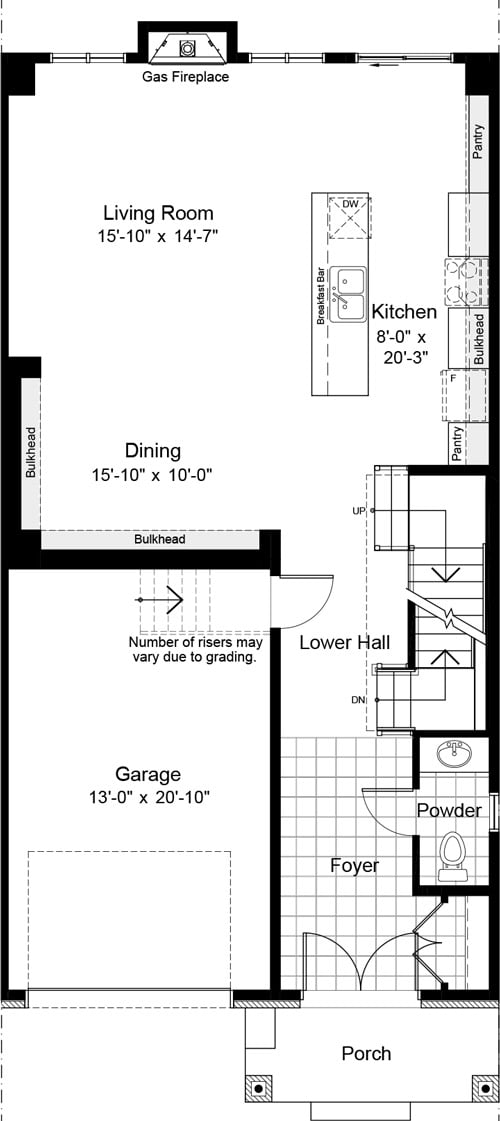 Gas Fireplace
Pantry
Living Room
15'-10" x 14'-7"
DW
Breakfast Bar
Kitchen
8'-0" x
20'-3"
Bulkhead
F
Pantry
Bulkhead
Dining
15'-10" x 10'-0"
Bulkhead
UP
Number of risers may
vary due to grading.
Lower Hall
DN
Garage
13'-0" x 20'-10"
Powder
Foyer
Porch